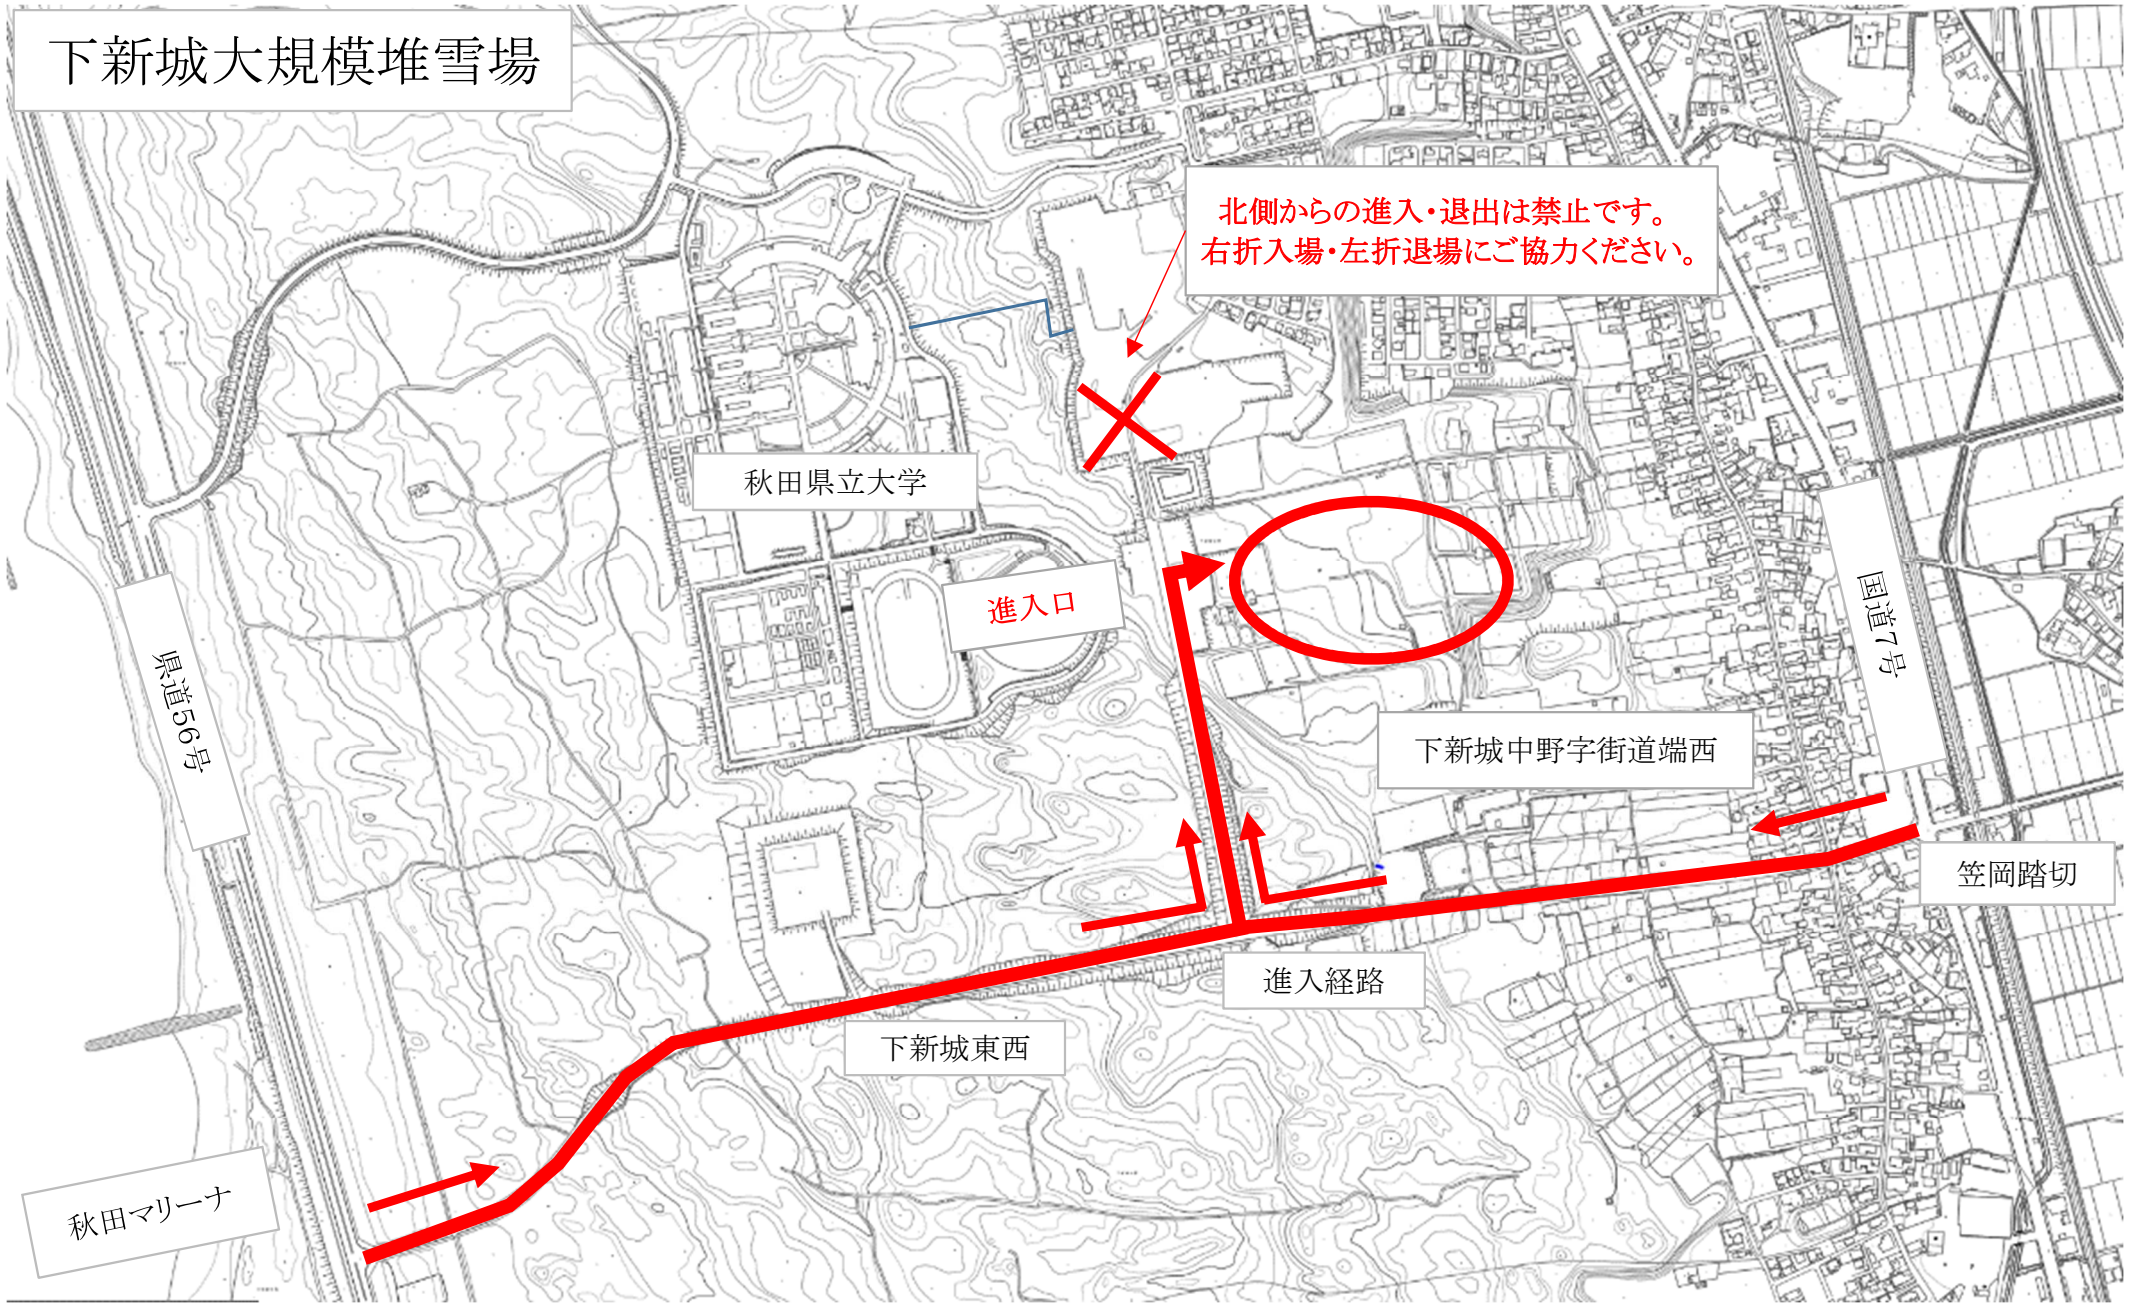 下新城大規模堆雪場
北側からの進入・退出は禁止です。
右折入場・左折退場にご協力ください。
秋田県立大学
進入口
国道7号
県道56号
下新城中野字街道端西
笠岡踏切
進入経路
下新城東西
秋田マリーナ